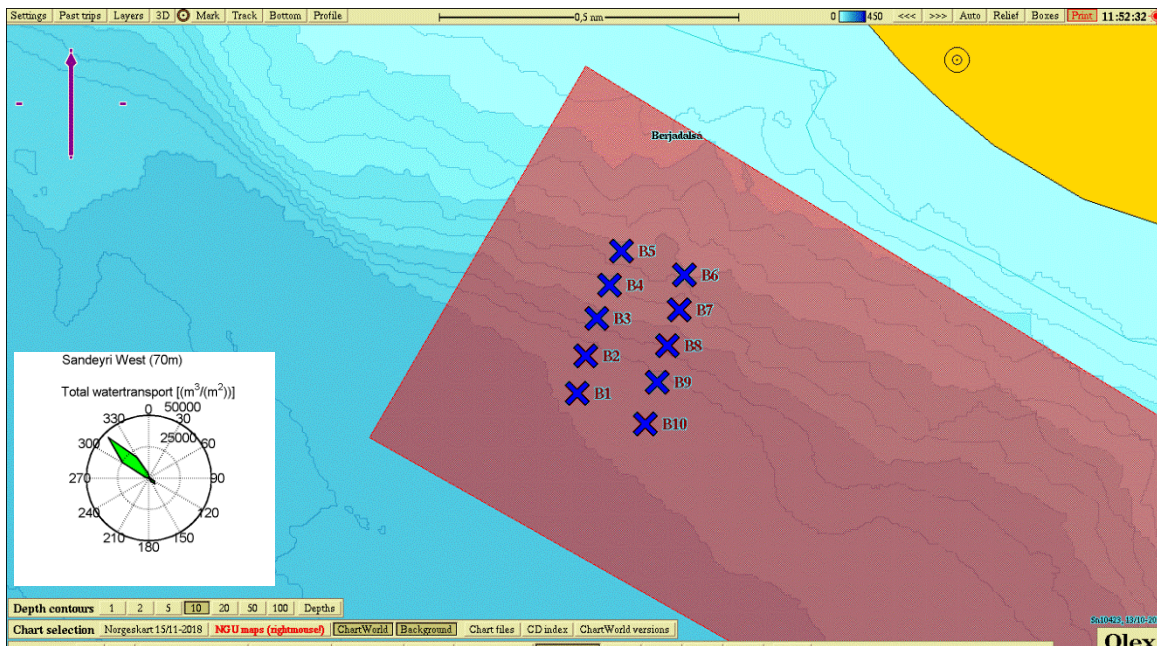 Settings Past trips Layers 3D Mark Track Bottom Profile 0,5 nm 0 450 <<< >>> Auto Relief Boxes Print 11:52:32
Berjadalsá
B5
B6
B4
B7
B3
B8
B2
B9
B1
B10
Sandeyri West (70m)
Total watertransport [(m³/(m²))]
0
50000
330
30
25000
300
60
270
90
240
120
210
150
180
Depth contours 1 2 5 10 20 50 100 Depths
Chart selection Norgeskart 15/11-2018 NGU maps (rightmouse!) ChartWorld Background Chart files CD index ChartWorld versions
Olex